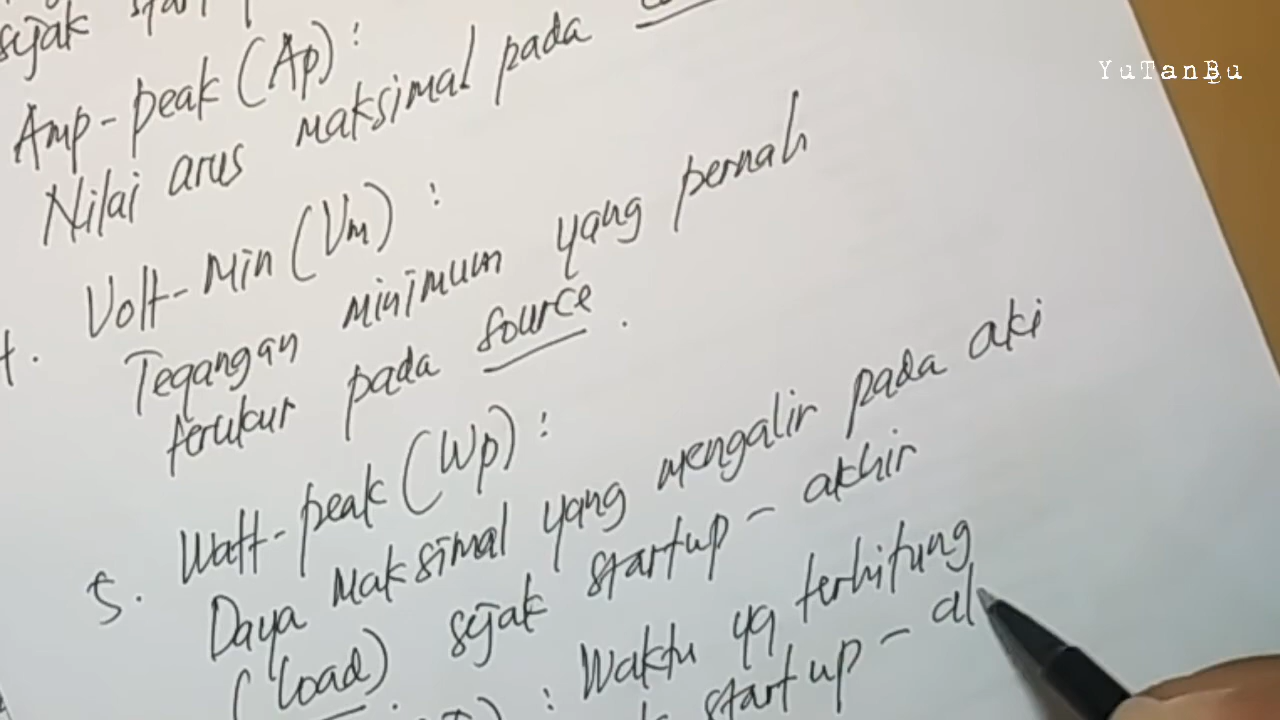 sejak
Amp-peak (Ap) :
Nilai arus maksimal pada
4. Volt-Min (Vm) :
Tegangan minimum yang pernah
terukur pada source.
5. Watt-peak (Wp) :
Daya Maksimal yang mengalir pada aki
(load) sejak startup - akhir
: Waktu yg terhitung
startup - ak
YuTanBu